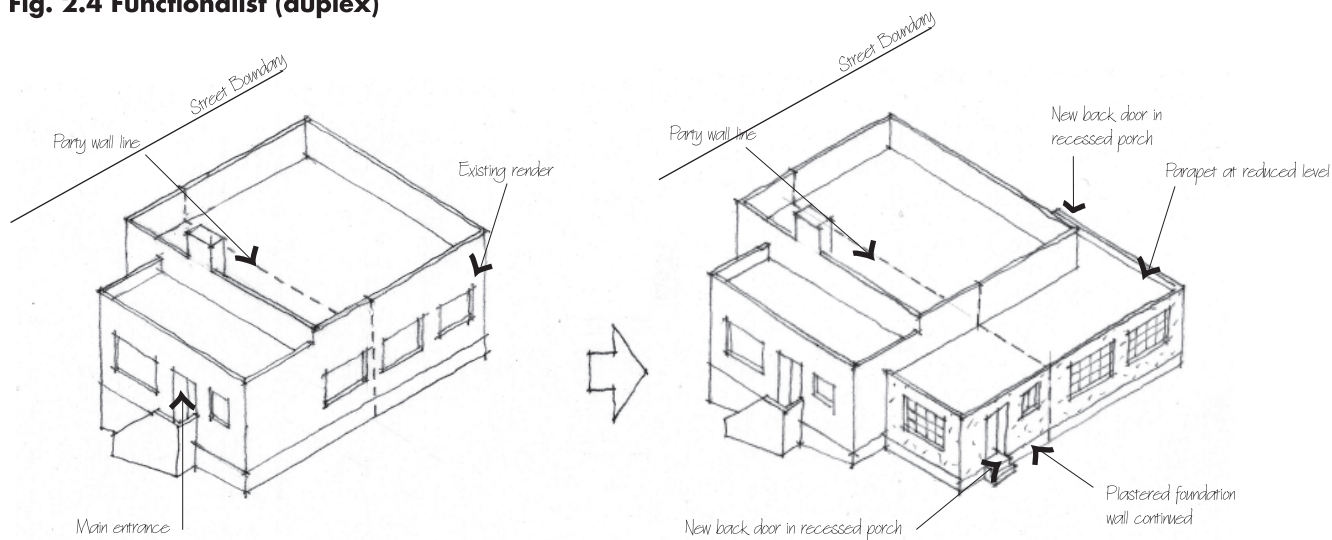 Fig. 2.4 Functionalist (duplex)
Street Boundary
Party wall line
Existing render
Main entrance
Street Boundary
Party wall line
New back door in
recessed porch
Parapet at reduced level
New back door in recessed porch
Plastered foundation
wall continued